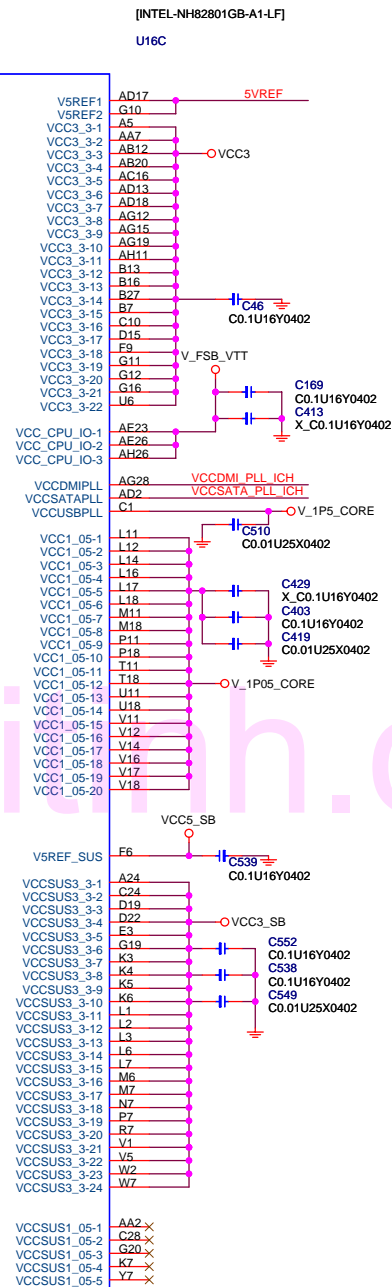 [INTEL-NH82801GB-A1-LF]
U16C
V5REF1 AD17 5VREF
V5REF2 G10
VCC3_3-1 A5
VCC3_3-2 AA7
VCC3_3-3 AB12 VCC3
VCC3_3-4 AB20
VCC3_3-5 AC16
VCC3_3-6 AD13
VCC3_3-7 AD18
VCC3_3-8 AG12
VCC3_3-9 AG15
VCC3_3-10 AG19
VCC3_3-11 AH11
VCC3_3-12 B13
VCC3_3-13 B16
VCC3_3-14 B27 C46
VCC3_3-15 B7 C0.1U16Y0402
VCC3_3-16 C10
VCC3_3-17 D15
VCC3_3-18 F9 V_FSB_VTT
VCC3_3-19 G11
VCC3_3-20 G12 C169
VCC3_3-21 G16 C0.1U16Y0402
VCC3_3-22 U6 C413
X_C0.1U16Y0402
VCC_CPU_IO-1 AE23
VCC_CPU_IO-2 AE26
VCC_CPU_IO-3 AH26
VCCDMIPLL AG28 VCCDMI_PLL_ICH
VCCSATAPLL AD2 VCCSATA_PLL_ICH
VCCUSBPLL C1 V_1P5_CORE
C510
C0.01U25X0402
VCC1_05-1 L11
VCC1_05-2 L12
VCC1_05-3 L14
VCC1_05-4 L16
VCC1_05-5 L17 C429
VCC1_05-6 L18 X_C0.1U16Y0402
VCC1_05-7 M11 C403
VCC1_05-8 M18 C0.1U16Y0402
VCC1_05-9 P11 C419
VCC1_05-10 P18 C0.01U25X0402
VCC1_05-11 T11
VCC1_05-12 T18 V_1P05_CORE
VCC1_05-13 U11
VCC1_05-14 U18
VCC1_05-15 V11
VCC1_05-16 V12
VCC1_05-17 V14
VCC1_05-18 V16
VCC1_05-19 V17
VCC1_05-20 V18
VCC5_SB
V5REF_SUS F6 C539
C0.1U16Y0402
VCCSUS3_3-1 A24
VCCSUS3_3-2 C24
VCCSUS3_3-3 D19
VCCSUS3_3-4 D22 VCC3_SB
VCCSUS3_3-5 E3
VCCSUS3_3-6 G19 C552
VCCSUS3_3-7 K3 C0.1U16Y0402
VCCSUS3_3-8 K4 C538
VCCSUS3_3-9 K5 C0.1U16Y0402
VCCSUS3_3-10 K6 C549
VCCSUS3_3-11 L1 C0.01U25X0402
VCCSUS3_3-12 L2
VCCSUS3_3-13 L3
VCCSUS3_3-14 L6
VCCSUS3_3-15 L7
VCCSUS3_3-16 M6
VCCSUS3_3-17 M7
VCCSUS3_3-18 N7
VCCSUS3_3-19 P7
VCCSUS3_3-20 R7
VCCSUS3_3-21 V1
VCCSUS3_3-22 V5
VCCSUS3_3-23 W2
VCCSUS3_3-24 W7
VCCSUS1_05-1 AA2
VCCSUS1_05-2 C28
VCCSUS1_05-3 G20
VCCSUS1_05-4 K7
VCCSUS1_05-5 Y7